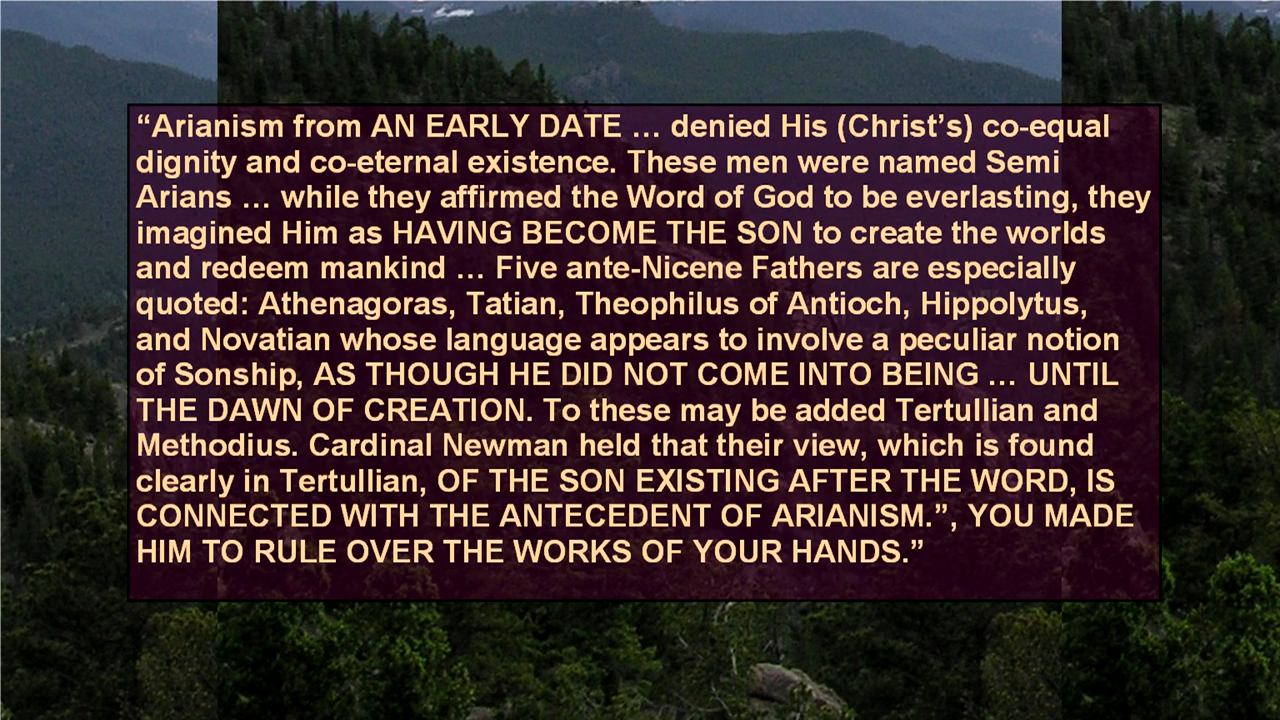 “Arianism from AN EARLY DATE … denied His (Christ’s) co-equal
dignity and co-eternal existence. These men were named Semi
Arians … while they affirmed the Word of God to be everlasting, they
imagined Him as HAVING BECOME THE SON to create the worlds
and redeem mankind … Five ante-Nicene Fathers are especially
quoted: Athenagoras, Tatian, Theophilus of Antioch, Hippolytus,
and Novatian whose language appears to involve a peculiar notion
of Sonship, AS THOUGH HE DID NOT COME INTO BEING … UNTIL
THE DAWN OF CREATION. To these may be added Tertullian and
Methodius. Cardinal Newman held that their view, which is found
clearly in Tertullian, OF THE SON EXISTING AFTER THE WORD, IS
CONNECTED WITH THE ANTECEDENT OF ARIANISM.”, YOU MADE
HIM TO RULE OVER THE WORKS OF YOUR HANDS.”